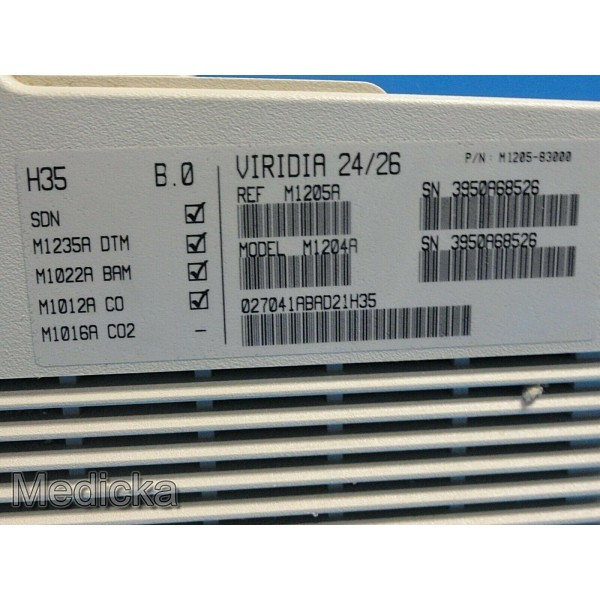 H35 B.0
SDN ☑
M1235A DTM ☑
M1022A BAM ☑
M1012A CO ☑
M1016A CO2 –
VIRIDIA 24/26 P/N: M1205-83000
REF M1205A SN 3950A68526
MODEL M1204A SN 3950A68526
027041ABAD21H35
Medicka